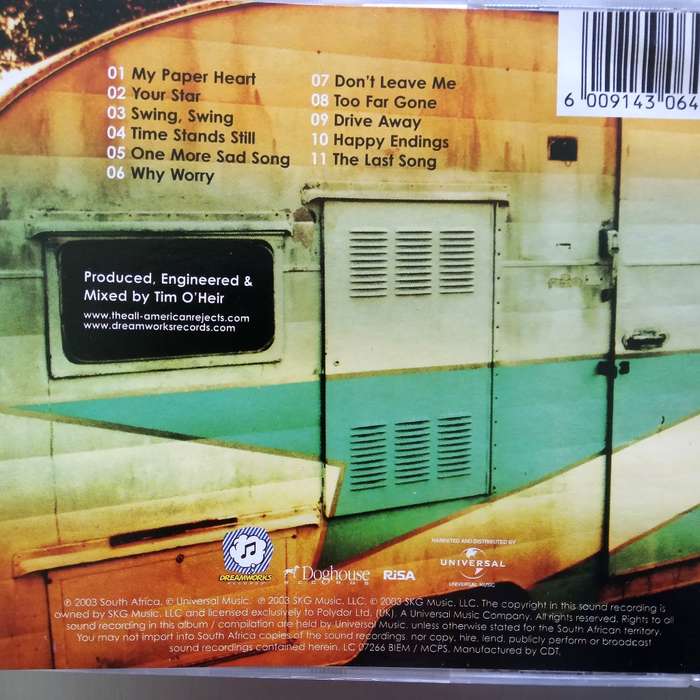 01 My Paper Heart
02 Your Star
03 Swing, Swing
04 Time Stands Still
05 One More Sad Song
06 Why Worry
07 Don't Leave Me
08 Too Far Gone
09 Drive Away
10 Happy Endings
11 The Last Song
6 009143 064
Produced, Engineered &
Mixed by Tim O'Heir
www.theall-americanrejects.com
www.dreamworksrecords.com
DREAMWORKS
RECORDS
Doghouse
RECORDS
RiSA
MARKETED AND DISTRIBUTED BY
UNIVERSAL
UNIVERSAL MUSIC
℗ 2003 South Africa. ℗ Universal Music. ℗ 2003 SKG Music, LLC; © 2003 SKG Music, LLC. The copyright in this sound recording is
owned by SKG Music, LLC and licensed exclusively to Polydor Ltd. (UK). A Universal Music Company. All rights reserved. Rights to all
sound recording in this album / compilation are held by Universal Music, unless otherwise stated for the South African territory.
You may not import into South Africa copies of the sound recordings, nor copy, hire, lend, publicly perform or broadcast
sound recordings contained herein. LC 07266 BIEM / MCPS. Manufactured by CDT.